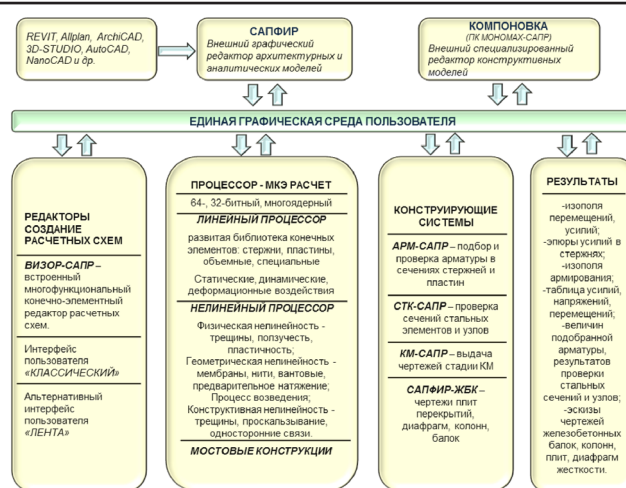 REVIT, Allplan, ArchiCAD,
3D-STUDIO, AutoCAD,
NanoCAD и др.
САПФИР
Внешний графический
редактор архитектурных и
аналитических моделей
КОМПОНОВКА
(ПК МОНОМАХ-САПР)
Внешний специализированный
редактор конструктивных
моделей
ЕДИНАЯ ГРАФИЧЕСКАЯ СРЕДА ПОЛЬЗОВАТЕЛЯ
РЕДАКТОРЫ
СОЗДАНИЕ
РАСЧЕТНЫХ СХЕМ
ВИЗОР-САПР –
встроенный
многофункциональный
конечно-элементный
редактор расчетных
схем.
Интерфейс
пользователя
«КЛАССИЧЕСКИЙ»
Альтернативный
интерфейс
пользователя
«ЛЕНТА»
ПРОЦЕССОР - МКЭ РАСЧЕТ
64-, 32-битный, многоядерный
ЛИНЕЙНЫЙ ПРОЦЕССОР
развитая библиотека конечных
элементов: стержни, пластины,
объемные, специальные
Статические, динамические,
деформационные воздействия
НЕЛИНЕЙНЫЙ ПРОЦЕССОР
Физическая нелинейность -
трещины, ползучесть,
пластичность;
Геометрическая нелинейность -
мембраны, нити, вантовые,
предварительное натяжение;
Процесс возведения;
Конструктивная нелинейность -
трещины, проскальзывание,
односторонние связи.
МОСТОВЫЕ КОНСТРУКЦИИ
КОНСТРУИРУЮЩИЕ
СИСТЕМЫ
АРМ-САПР – подбор и
проверка арматуры в
сечениях стержней и
пластин
СТК-САПР – проверка
сечений стальных
элементов и узлов
КМ-САПР – выдача
чертежей стадии КМ
САПФИР-ЖБК –
чертежи плит
перекрытий,
диафрагм, колонн,
балок
РЕЗУЛЬТАТЫ
-изополя
перемещений,
усилий;
-эпюры усилий в
стержнях;
-изополя
армирования;
-таблица усилий,
напряжений,
перемещений;
-величин
подобранной
арматуры,
результатов
проверки
стальных
сечений и узлов;
-эскизы
чертежей
железобетонных
балок, колонн,
плит, диафрагм
жесткости.